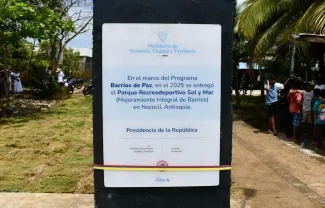 Ministerio de
Vivienda, Ciudad y Territorio
En el marco del Programa
Barrios de Paz, en el 2025 se entregó
el Parque Recreodeportivo Sol y Mar
(Mejoramiento Integral de Barrios)
en Necoclí, Antioquia.
Presidencia de la República